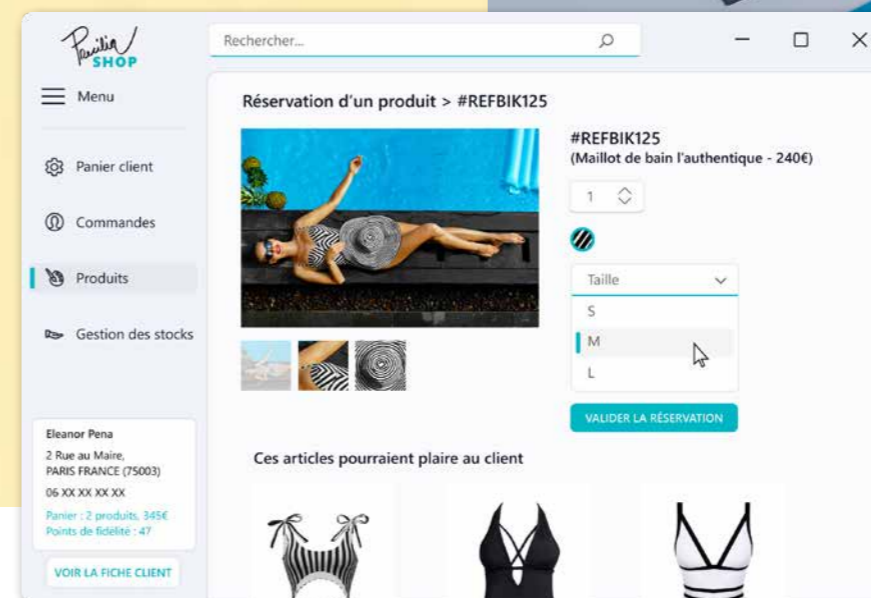 Pasilia
SHOP
Rechercher...
Menu
Réservation d'un produit > #REFBIK125
Panier client
Commandes
Produits
Gestion des stocks
#REFBIK125
(Maillot de bain l'authentique - 240€)
1
Taille
S
M
L
VALIDER LA RÉSERVATION
Eleanor Pena
2 Rue au Maire,
PARIS FRANCE (75003)
06 XX XX XX XX
Panier : 2 produits, 345€
Points de fidélité : 47
VOIR LA FICHE CLIENT
Ces articles pourraient plaire au client